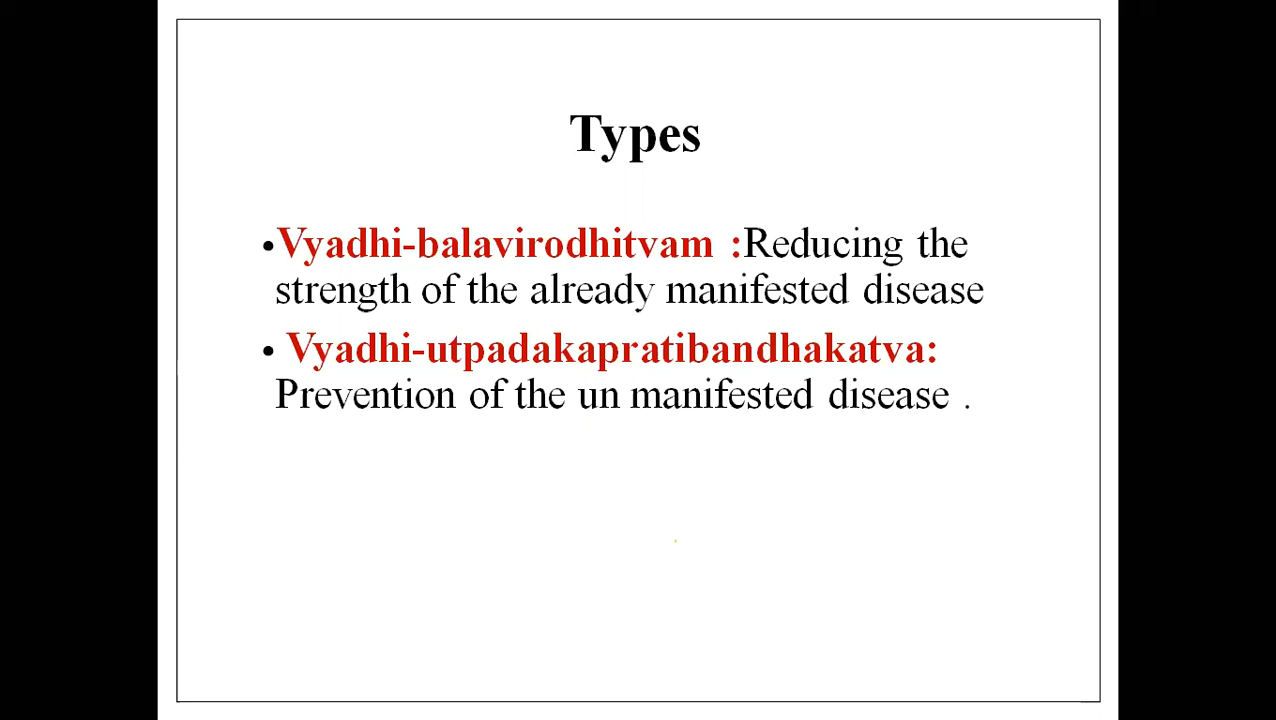 Types
•Vyadhi-balavirodhitvam :Reducing the
strength of the already manifested disease
• Vyadhi-utpadakapratibandhakatva:
Prevention of the un manifested disease .